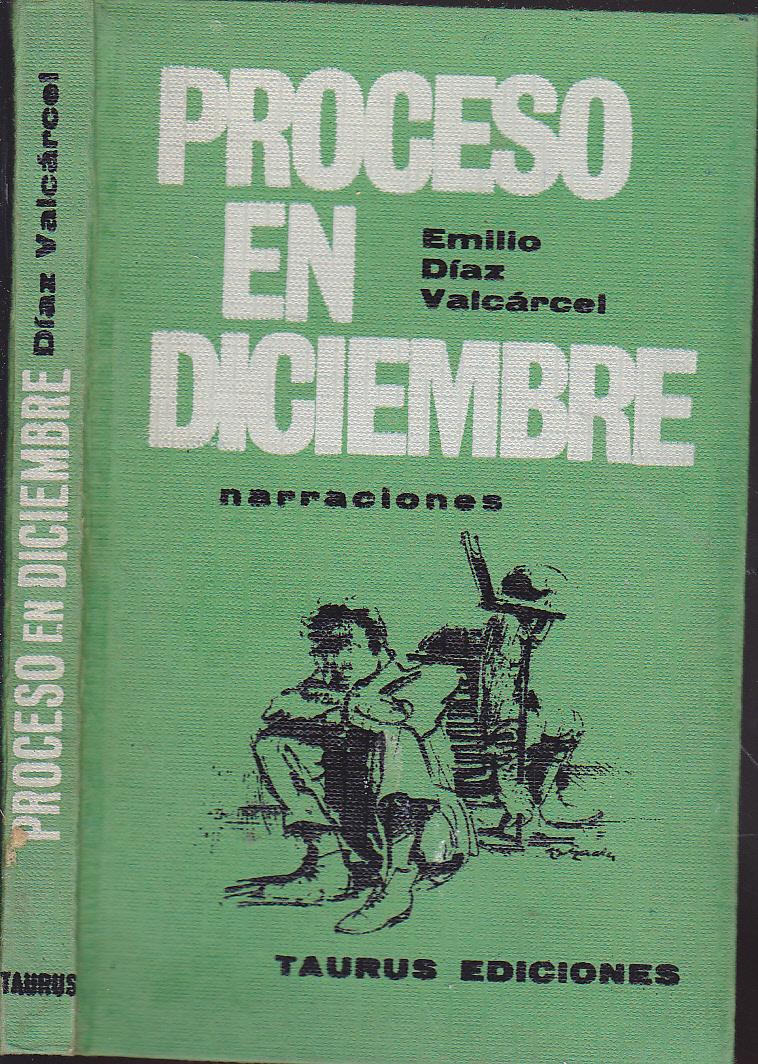 PROCESO
EN
Emilio
Díaz
Valcárcel
DICIEMBRE
narraciones
TAURUS EDICIONES
PROCESO EN DICIEMBRE Díaz Valcárcel
TAURUS